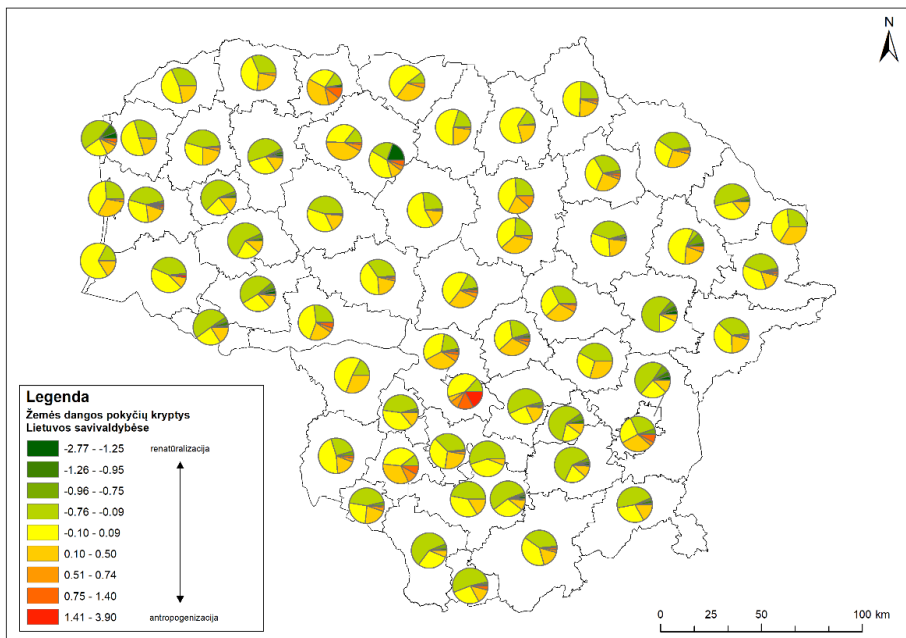 N
Legenda
Žemės dangos pokyčių kryptys
Lietuvos savivaldybėse
-2.77 - -1.25 renatūralizacija
-1.26 - -0.95
-0.96 - -0.75
-0.76 - -0.09
-0.10 - 0.09
0.10 - 0.50
0.51 - 0.74
0.75 - 1.40
1.41 - 3.90 antropogenizacija
0 25 50 100 km